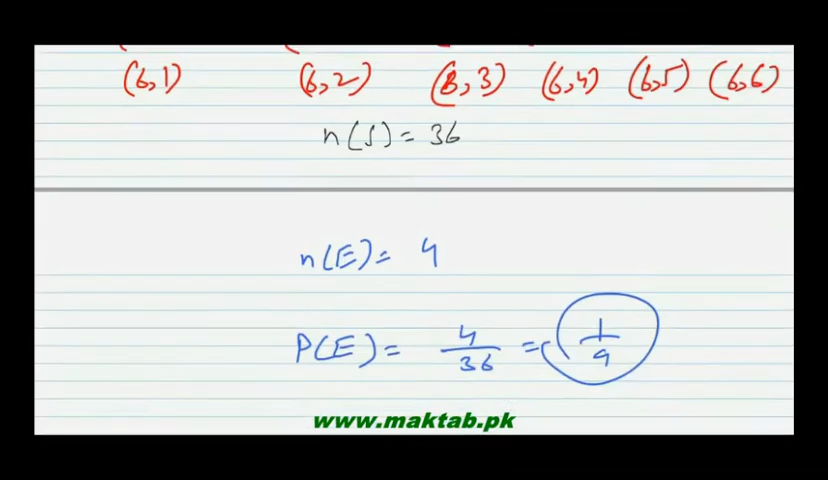 (6,1) (6,2) (6,3) (6,4) (6,5) (6,6)
n(S) = 36
n(E) = 4
P(E) = 4/36 = 1/9
www.maktab.pk